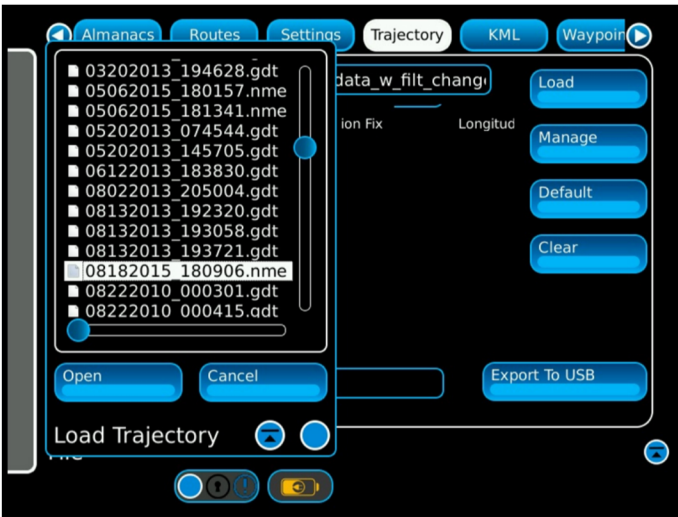 Almanacs
Routes
Settings
Trajectory
KML
Waypoin
03202013_194628.gdt
05062015_180157.nme
05062015_181341.nme
05202013_074544.gdt
05202013_145705.gdt
06122013_183830.gdt
08022013_205004.gdt
08132013_192320.gdt
08132013_193058.gdt
08132013_193721.gdt
08182015_180906.nme
08222010_000301.gdt
08222010_000415.gdt
Open
Cancel
Load Trajectory
data_w_filt_chang
ion Fix
Longitud
Load
Manage
Default
Clear
Export To USB